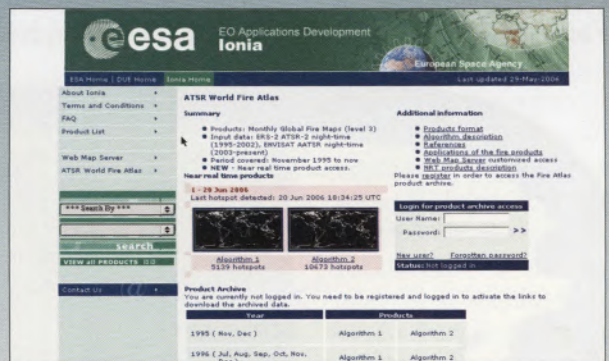 esa
EO Applications Development
Ionia
European Space Agency
ESA Home | DUE Home Ionia Home
Last updated 29-May-2006
About Ionia
Terms and Conditions
FAQ
Product List
Web Map Server
ATSR World Fire Atlas
*** Search By ***
search
VIEW all PRODUCTS
Contact Us
@
ATSR World Fire Atlas
Summary
Products: Monthly Global Fire Maps (level 3)
Input data: ERS-2 ATSR-2 night-time
(1995-2002), ENVISAT AATSR night-time
(2003-present)
Period covered: November 1995 to now
NEW - Near real time product access.
Near real time products
1 - 20 Jun 2006
Last hotspot detected: 20 Jun 2006 18:34:25 UTC
Algorithm 1
5139 hotspots
Algorithm 2
10673 hotspots
Additional information
Products format
Algorithm description
References
Applications of the fire products
Web Map Server customized access
NRT products description
Please register in order to access the Fire Atlas
product archive.
Login for product archive access
User Name:
Password:
>>
New user? Forgotten password?
Status: not logged in
Product Archive
You are currently not logged in. You need to be registered and logged in to activate the links to
download the archived data.
Year Products
1995 ( Nov, Dec ) Algorithm 1 Algorithm 2
1996 ( Jul, Aug, Sep, Oct, Nov,
Algorithm 1 Algorithm 2